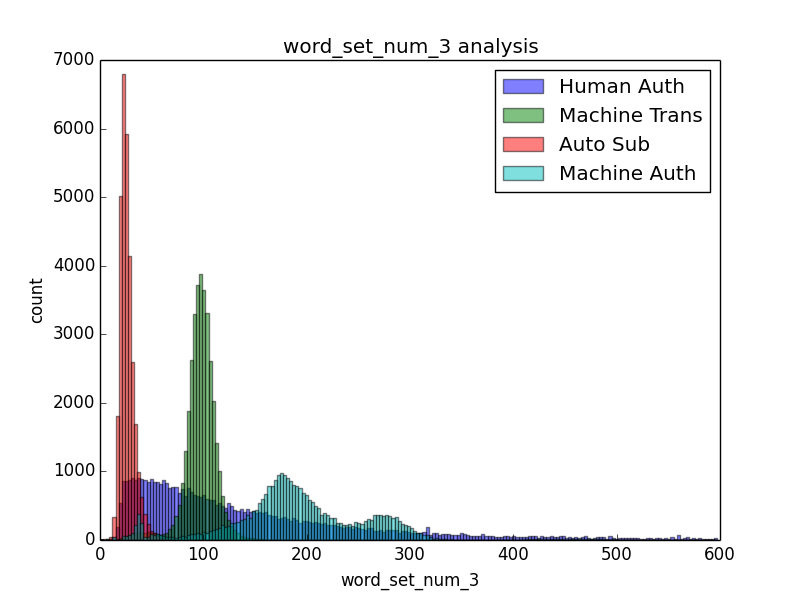 word_set_num_3 analysis
7000
6000
5000
4000
3000
2000
1000
0
count
Human Auth
Machine Trans
Auto Sub
Machine Auth
0 100 200 300 400 500 600
word_set_num_3